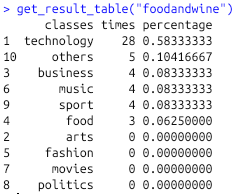 > get_result_table("foodandwine")
classes times percentage
1 technology 28 0.58333333
10 others 5 0.10416667
3 business 4 0.08333333
6 music 4 0.08333333
9 sport 4 0.08333333
4 food 3 0.06250000
2 arts 0 0.00000000
5 fashion 0 0.00000000
7 movies 0 0.00000000
8 politics 0 0.00000000